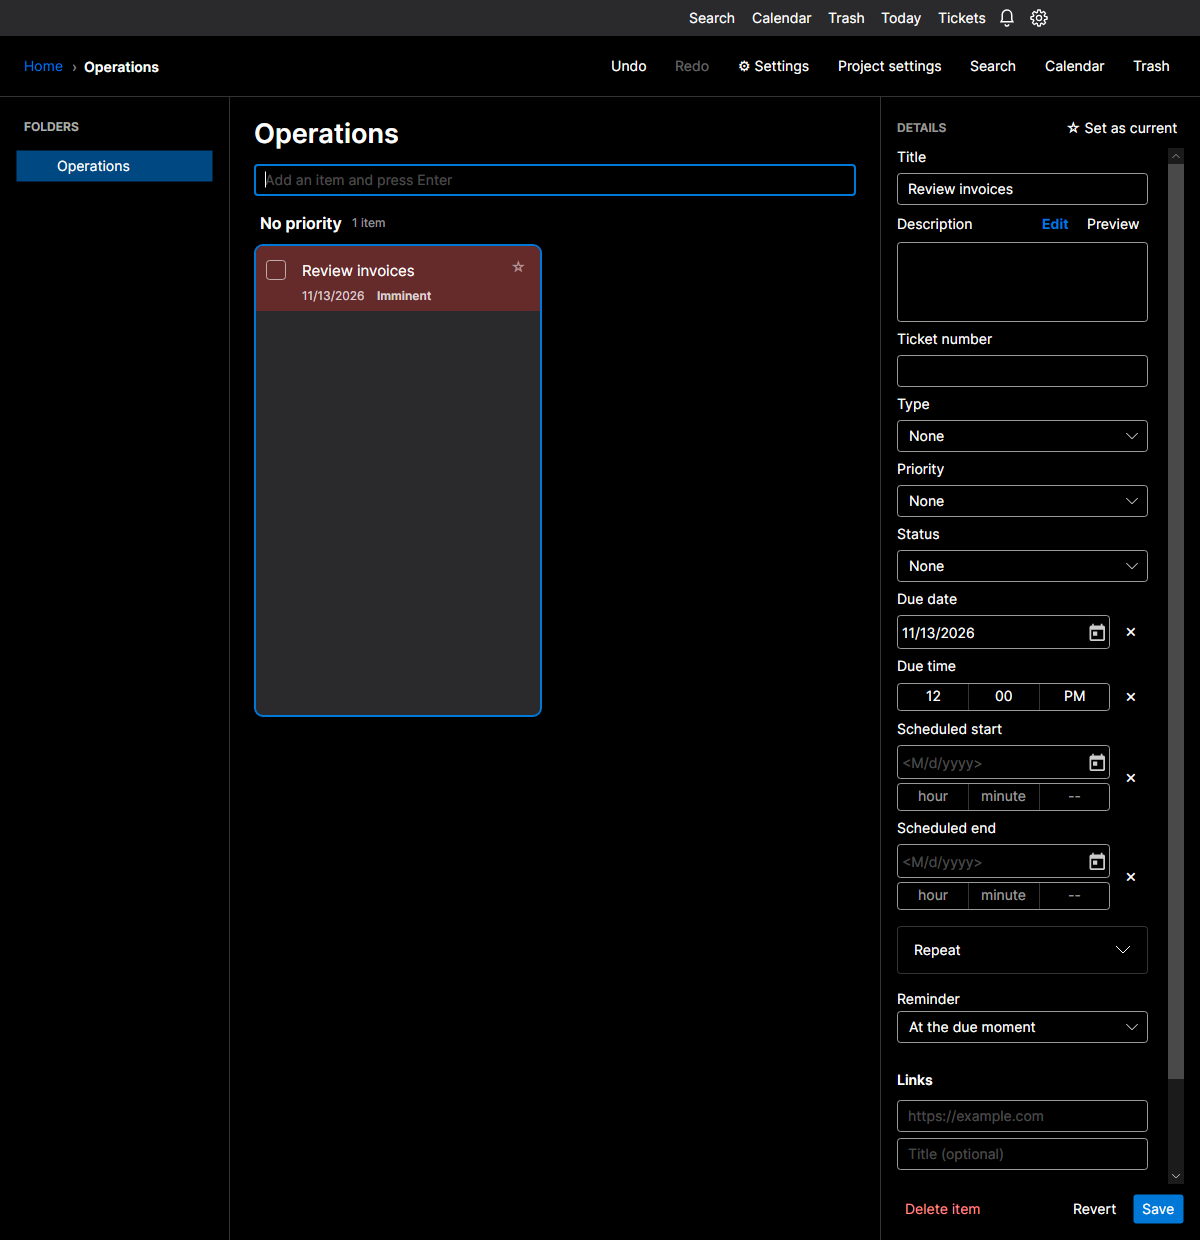 Search Calendar Trash Today Tickets
Home › Operations
Undo Redo ⚙ Settings Project settings Search Calendar Trash
FOLDERS
Operations
Operations
Add an item and press Enter
No priority 1 item
Review invoices ☆
11/13/2026 Imminent
DETAILS ☆ Set as current
Title
Review invoices
Description Edit Preview
Ticket number
Type
None
Priority
None
Status
None
Due date
11/13/2026 ×
Due time
12 00 PM ×
Scheduled start
<M/d/yyyy> ×
hour minute --
Scheduled end
<M/d/yyyy> ×
hour minute --
Repeat
Reminder
At the due moment
Links
https://example.com
Title (optional)
Delete item Revert Save